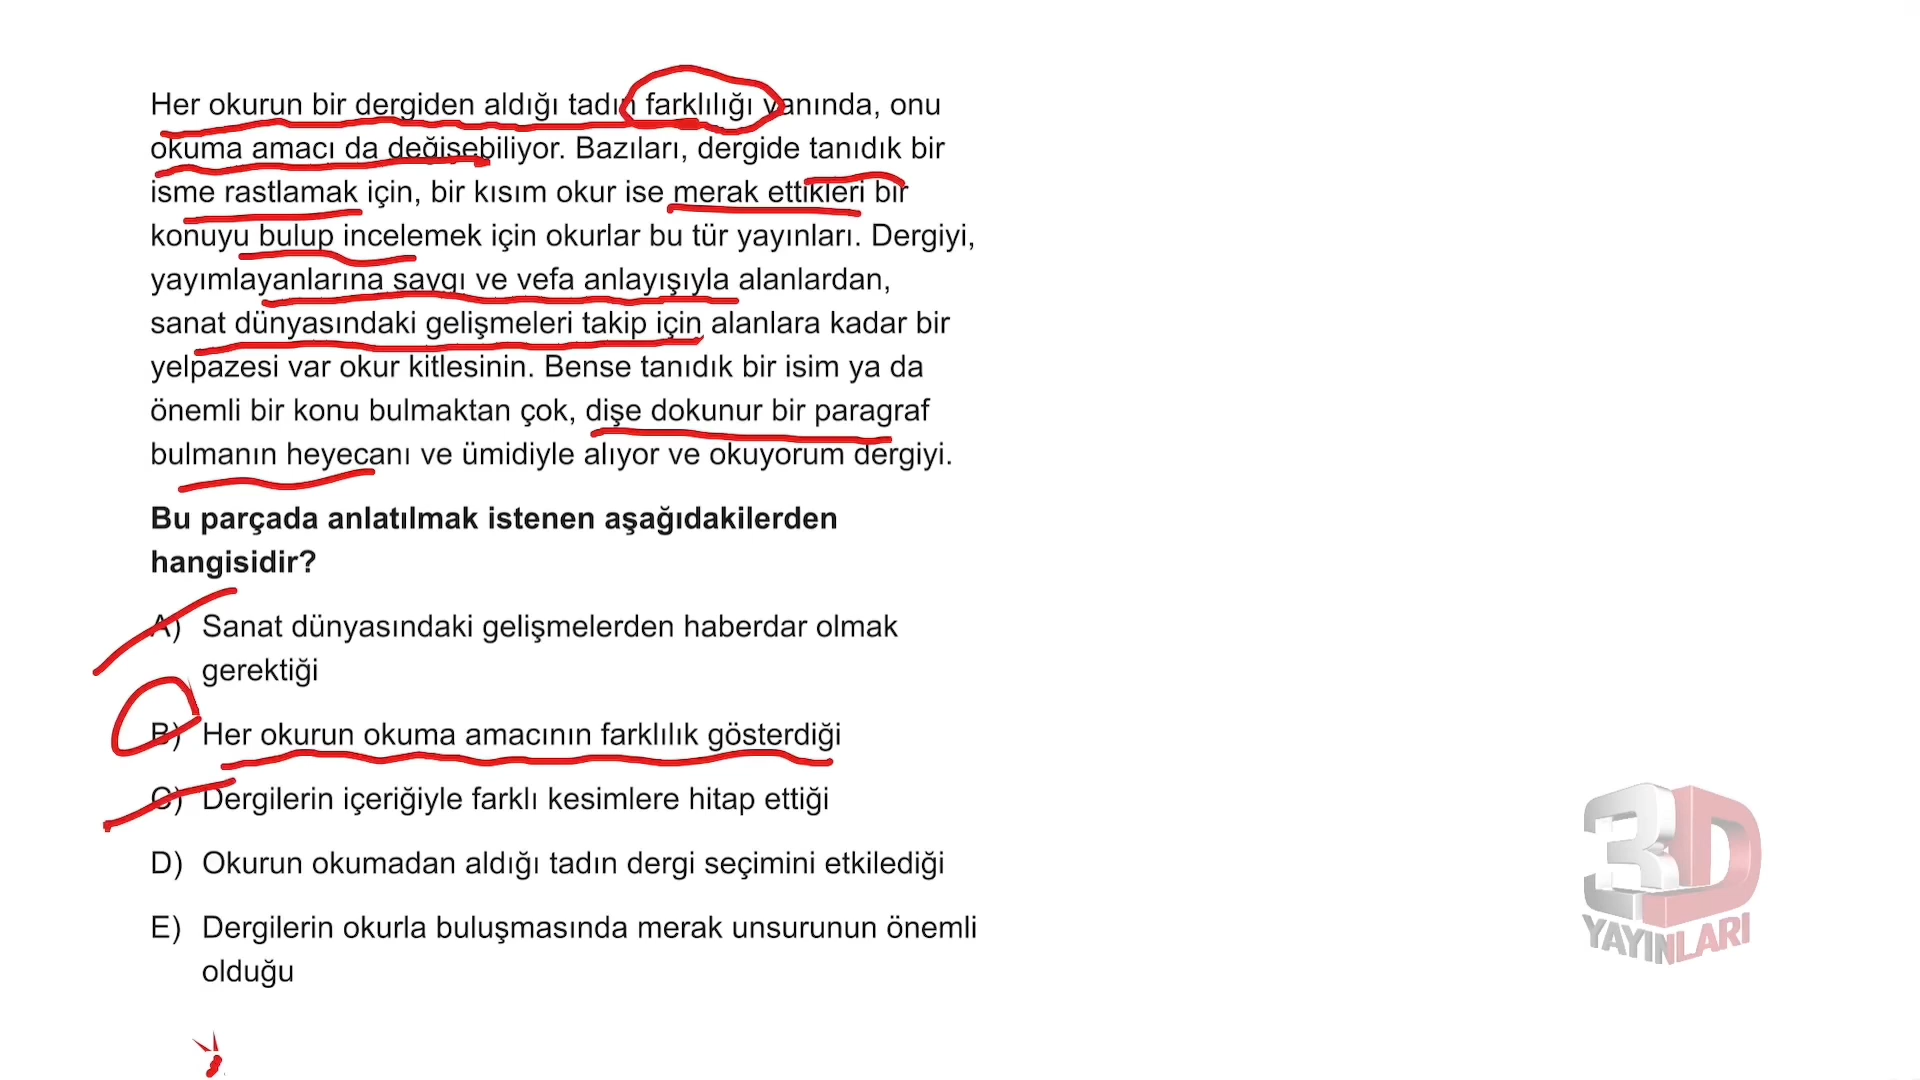 Her okurun bir dergiden aldığı tadın farklılığı yanında, onu
okuma amacı da değişebiliyor. Bazıları, dergide tanıdık bir
isme rastlamak için, bir kısım okur ise merak ettikleri bir
konuyu bulup incelemek için okurlar bu tür yayınları. Dergiyi,
yayımlayanlarına saygı ve vefa anlayışıyla alanlardan,
sanat dünyasındaki gelişmeleri takip için alanlara kadar bir
yelpazesi var okur kitlesinin. Bense tanıdık bir isim ya da
önemli bir konu bulmaktan çok, dişe dokunur bir paragraf
bulmanın heyecanı ve ümidiyle alıyor ve okuyorum dergiyi.
Bu parçada anlatılmak istenen aşağıdakilerden
hangisidir?
A) Sanat dünyasındaki gelişmelerden haberdar olmak
gerektiği
B) Her okurun okuma amacının farklılık gösterdiği
C) Dergilerin içeriğiyle farklı kesimlere hitap ettiği
D) Okurun okumadan aldığı tadın dergi seçimini etkilediği
E) Dergilerin okurla buluşmasında merak unsurunun önemli
olduğu
3D
YAYINLARI